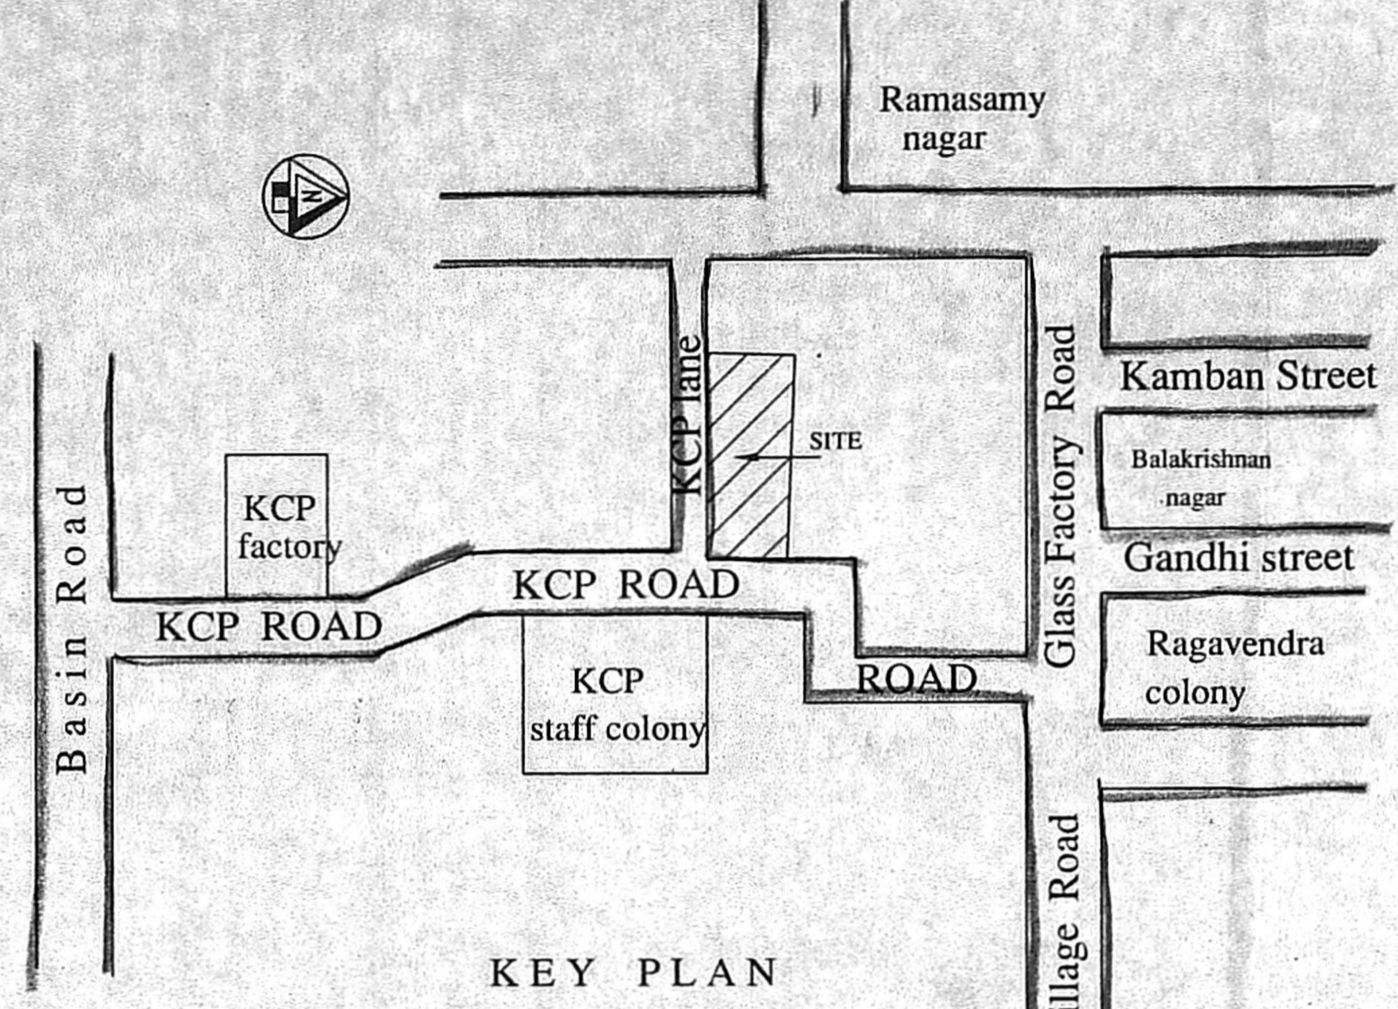 Ramasamy
nagar
N
KCP lane
Glass Factory Road
Kamban Street
SITE
Balakrishnan
nagar
Basin Road
KCP
factory
Gandhi street
KCP ROAD
KCP ROAD
Ragavendra
colony
KCP
staff colony
ROAD
illage Road
KEY PLAN